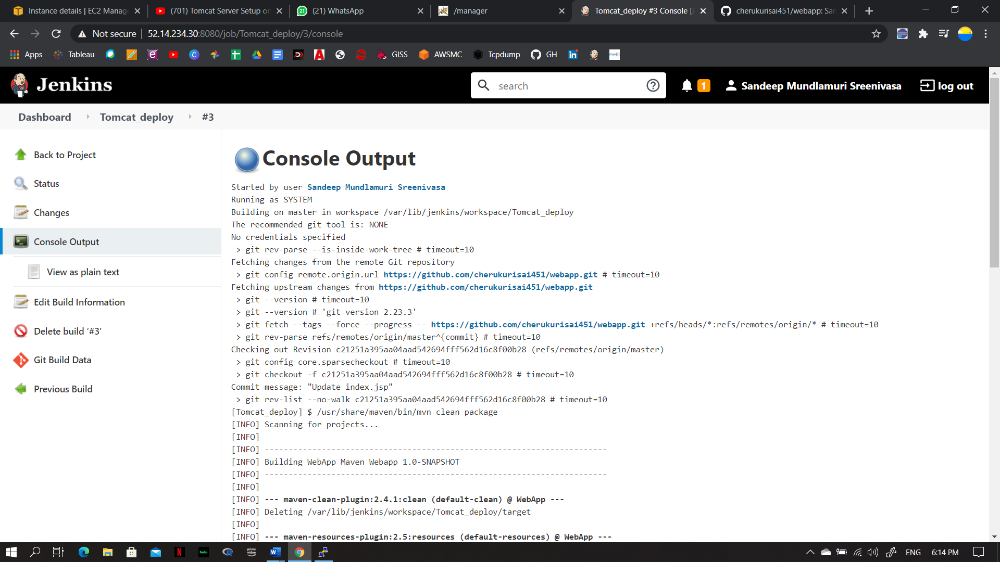 Instance details | EC2 Manage
(701) Tomcat Server Setup on
(21) WhatsApp
/manager
Tomcat_deploy #3 Console [J
cherukurisai451/webapp: Sam
Not secure
52.14.234.30:8080/job/Tomcat_deploy/3/console
Apps
Tableau
GISS
AWSMC
Tcpdump
GH
Jenkins
search
1
Sandeep Mundlamuri Sreenivasa
log out
Dashboard
Tomcat_deploy
#3
Back to Project
Status
Changes
Console Output
View as plain text
Edit Build Information
Delete build ‘#3’
Git Build Data
Previous Build
Console Output
Started by user Sandeep Mundlamuri Sreenivasa
Running as SYSTEM
Building on master in workspace /var/lib/jenkins/workspace/Tomcat_deploy
The recommended git tool is: NONE
No credentials specified
> git rev-parse --is-inside-work-tree # timeout=10
Fetching changes from the remote Git repository
> git config remote.origin.url https://github.com/cherukurisai451/webapp.git # timeout=10
Fetching upstream changes from https://github.com/cherukurisai451/webapp.git
> git --version # timeout=10
> git --version # 'git version 2.23.3'
> git fetch --tags --force --progress -- https://github.com/cherukurisai451/webapp.git +refs/heads/*:refs/remotes/origin/* # timeout=10
> git rev-parse refs/remotes/origin/master^{commit} # timeout=10
Checking out Revision c21251a395aa04aad542694fff562d16c8f00b28 (refs/remotes/origin/master)
> git config core.sparsecheckout # timeout=10
> git checkout -f c21251a395aa04aad542694fff562d16c8f00b28 # timeout=10
Commit message: "Update index.jsp"
> git rev-list --no-walk c21251a395aa04aad542694fff562d16c8f00b28 # timeout=10
[Tomcat_deploy] $ /usr/share/maven/bin/mvn clean package
[INFO] Scanning for projects...
[INFO]
[INFO] ------------------------------------------------------------------------
[INFO] Building WebApp Maven Webapp 1.0-SNAPSHOT
[INFO] ------------------------------------------------------------------------
[INFO]
[INFO] --- maven-clean-plugin:2.4.1:clean (default-clean) @ WebApp ---
[INFO] Deleting /var/lib/jenkins/workspace/Tomcat_deploy/target
[INFO]
[INFO] --- maven-resources-plugin:2.5:resources (default-resources) @ WebApp ---
hulu
prime video
ENG
6:14 PM